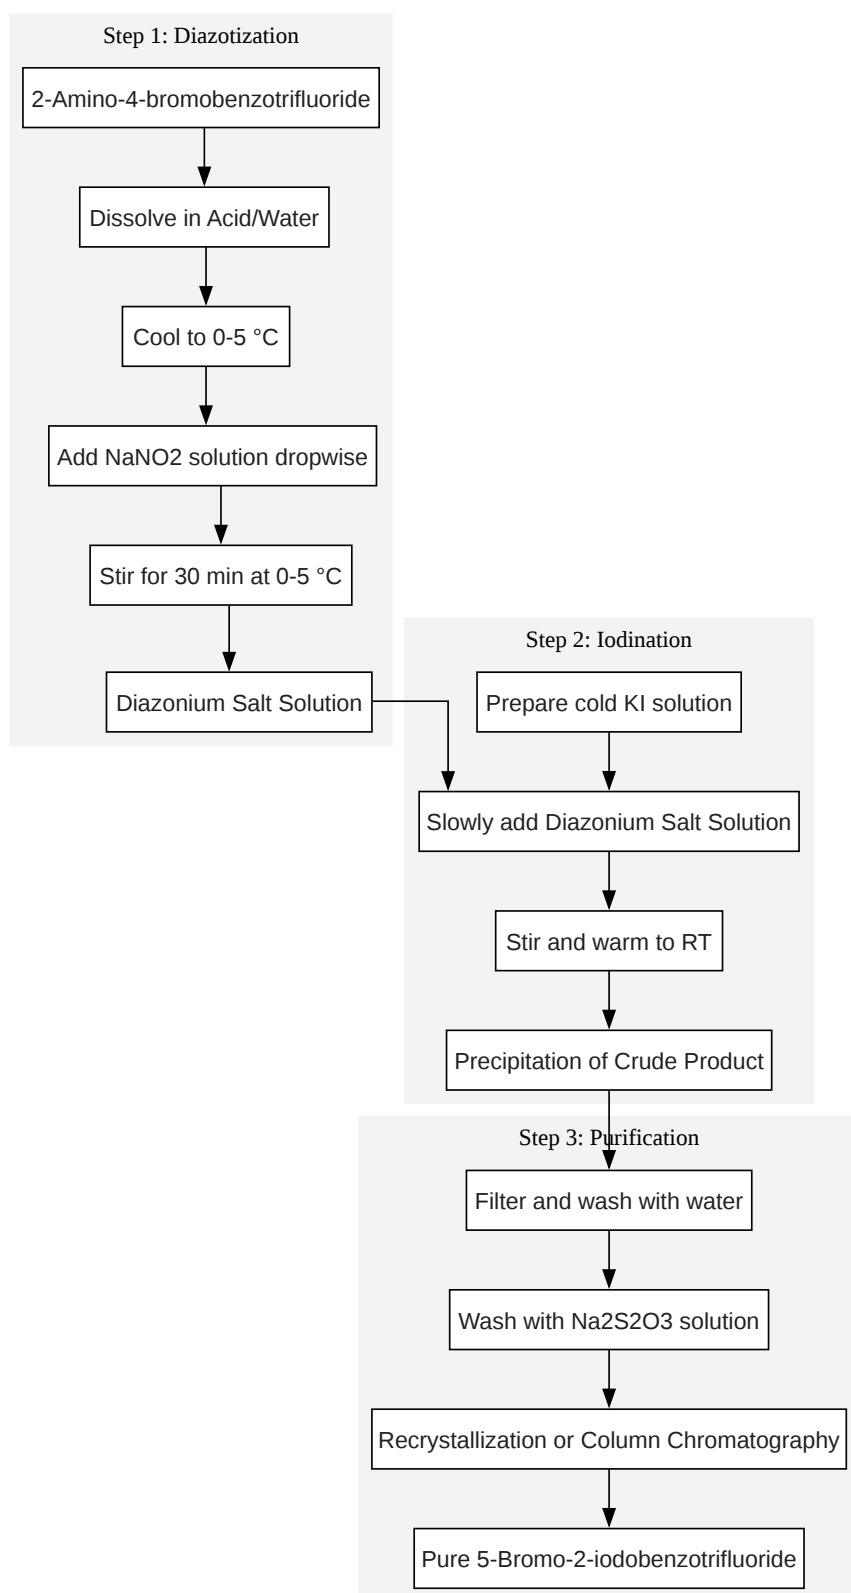 Step 1: Diazotization
2-Amino-4-bromobenzotrifluoride
Dissolve in Acid/Water
Cool to 0-5 °C
Add NaNO2 solution dropwise
Stir for 30 min at 0-5 °C
Diazonium Salt Solution
Step 2: Iodination
Prepare cold KI solution
Slowly add Diazonium Salt Solution
Stir and warm to RT
Precipitation of Crude Product
Step 3: Purification
Filter and wash with water
Wash with Na2S2O3 solution
Recrystallization or Column Chromatography
Pure 5-Bromo-2-iodobenzotrifluoride